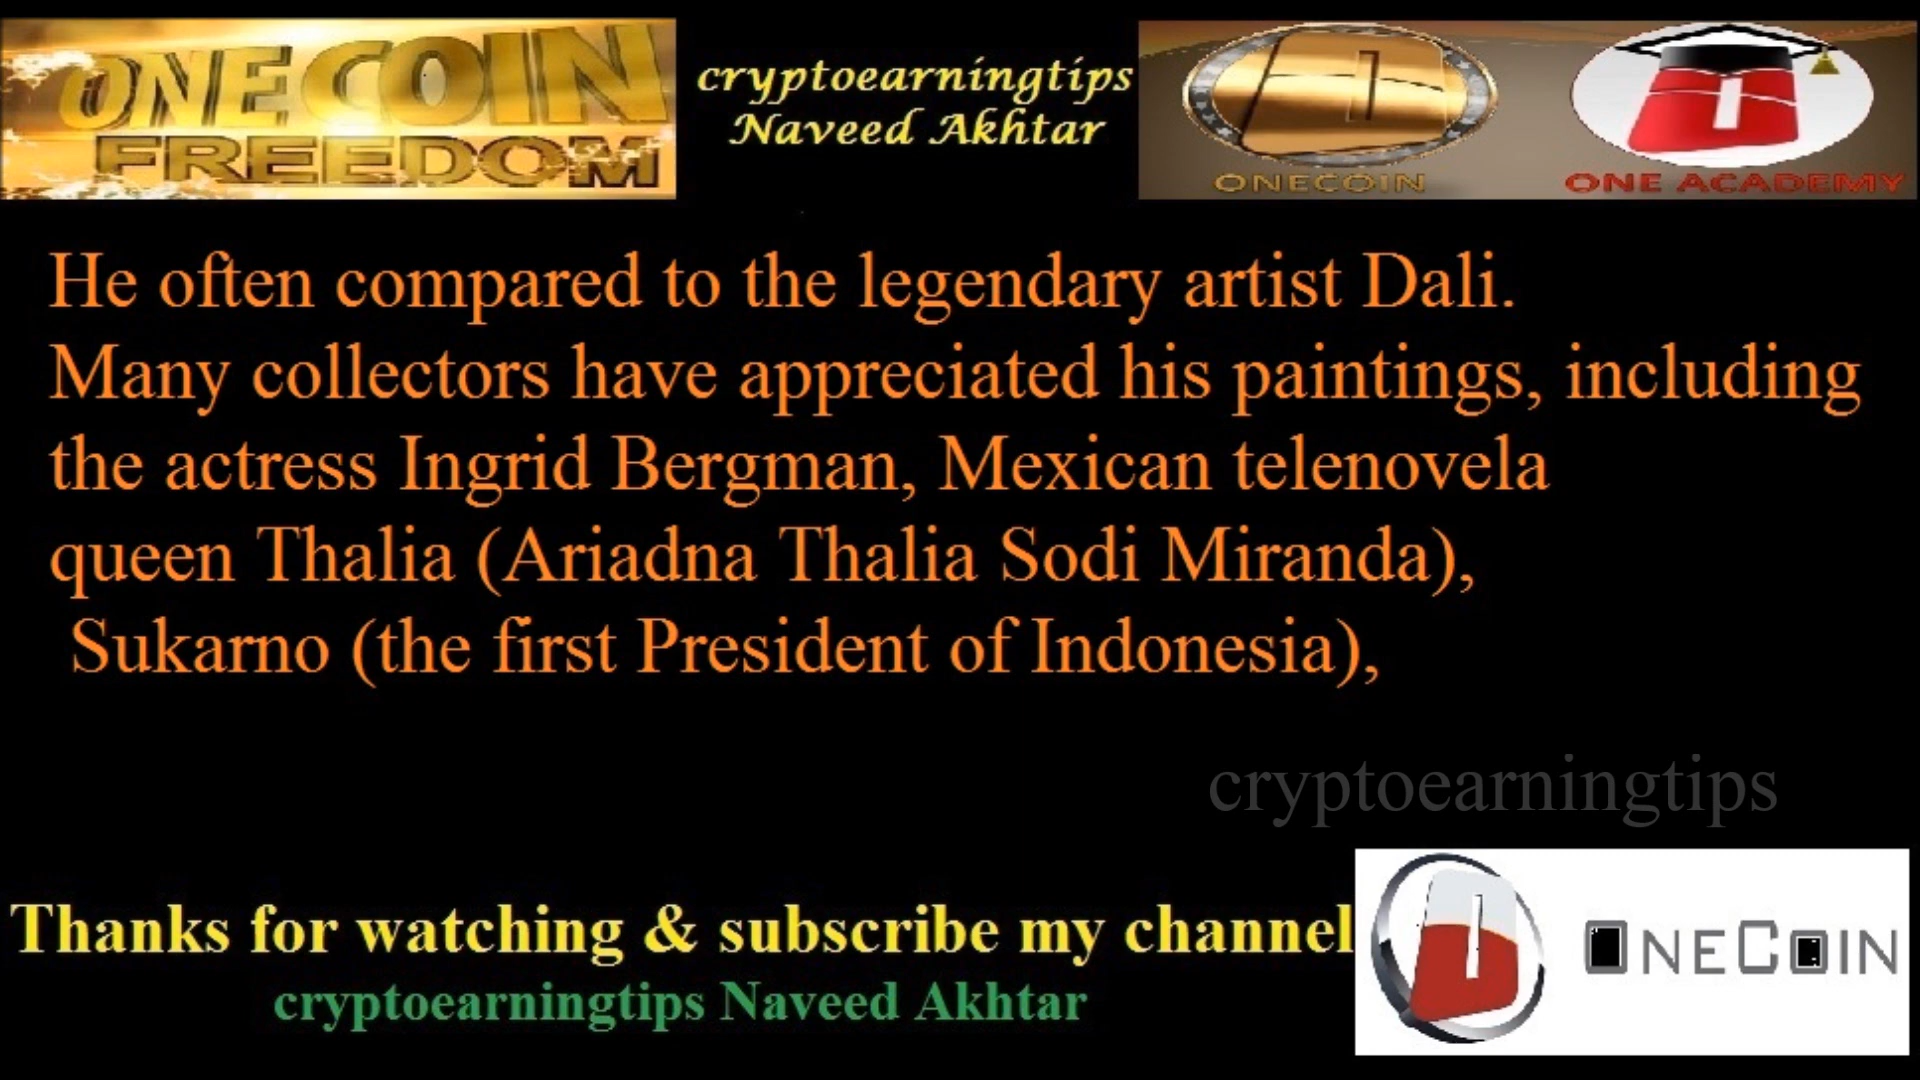 ONE COIN
FREEDOM
cryptoearningtips
Naveed Akhtar
ONECOIN
ONE ACADEMY
He often compared to the legendary artist Dali.
Many collectors have appreciated his paintings, including
the actress Ingrid Bergman, Mexican telenovela
queen Thalia (Ariadna Thalia Sodi Miranda),
Sukarno (the first President of Indonesia),
cryptoearningtips
Thanks for watching & subscribe my channel
cryptoearningtips Naveed Akhtar
ONECOIN